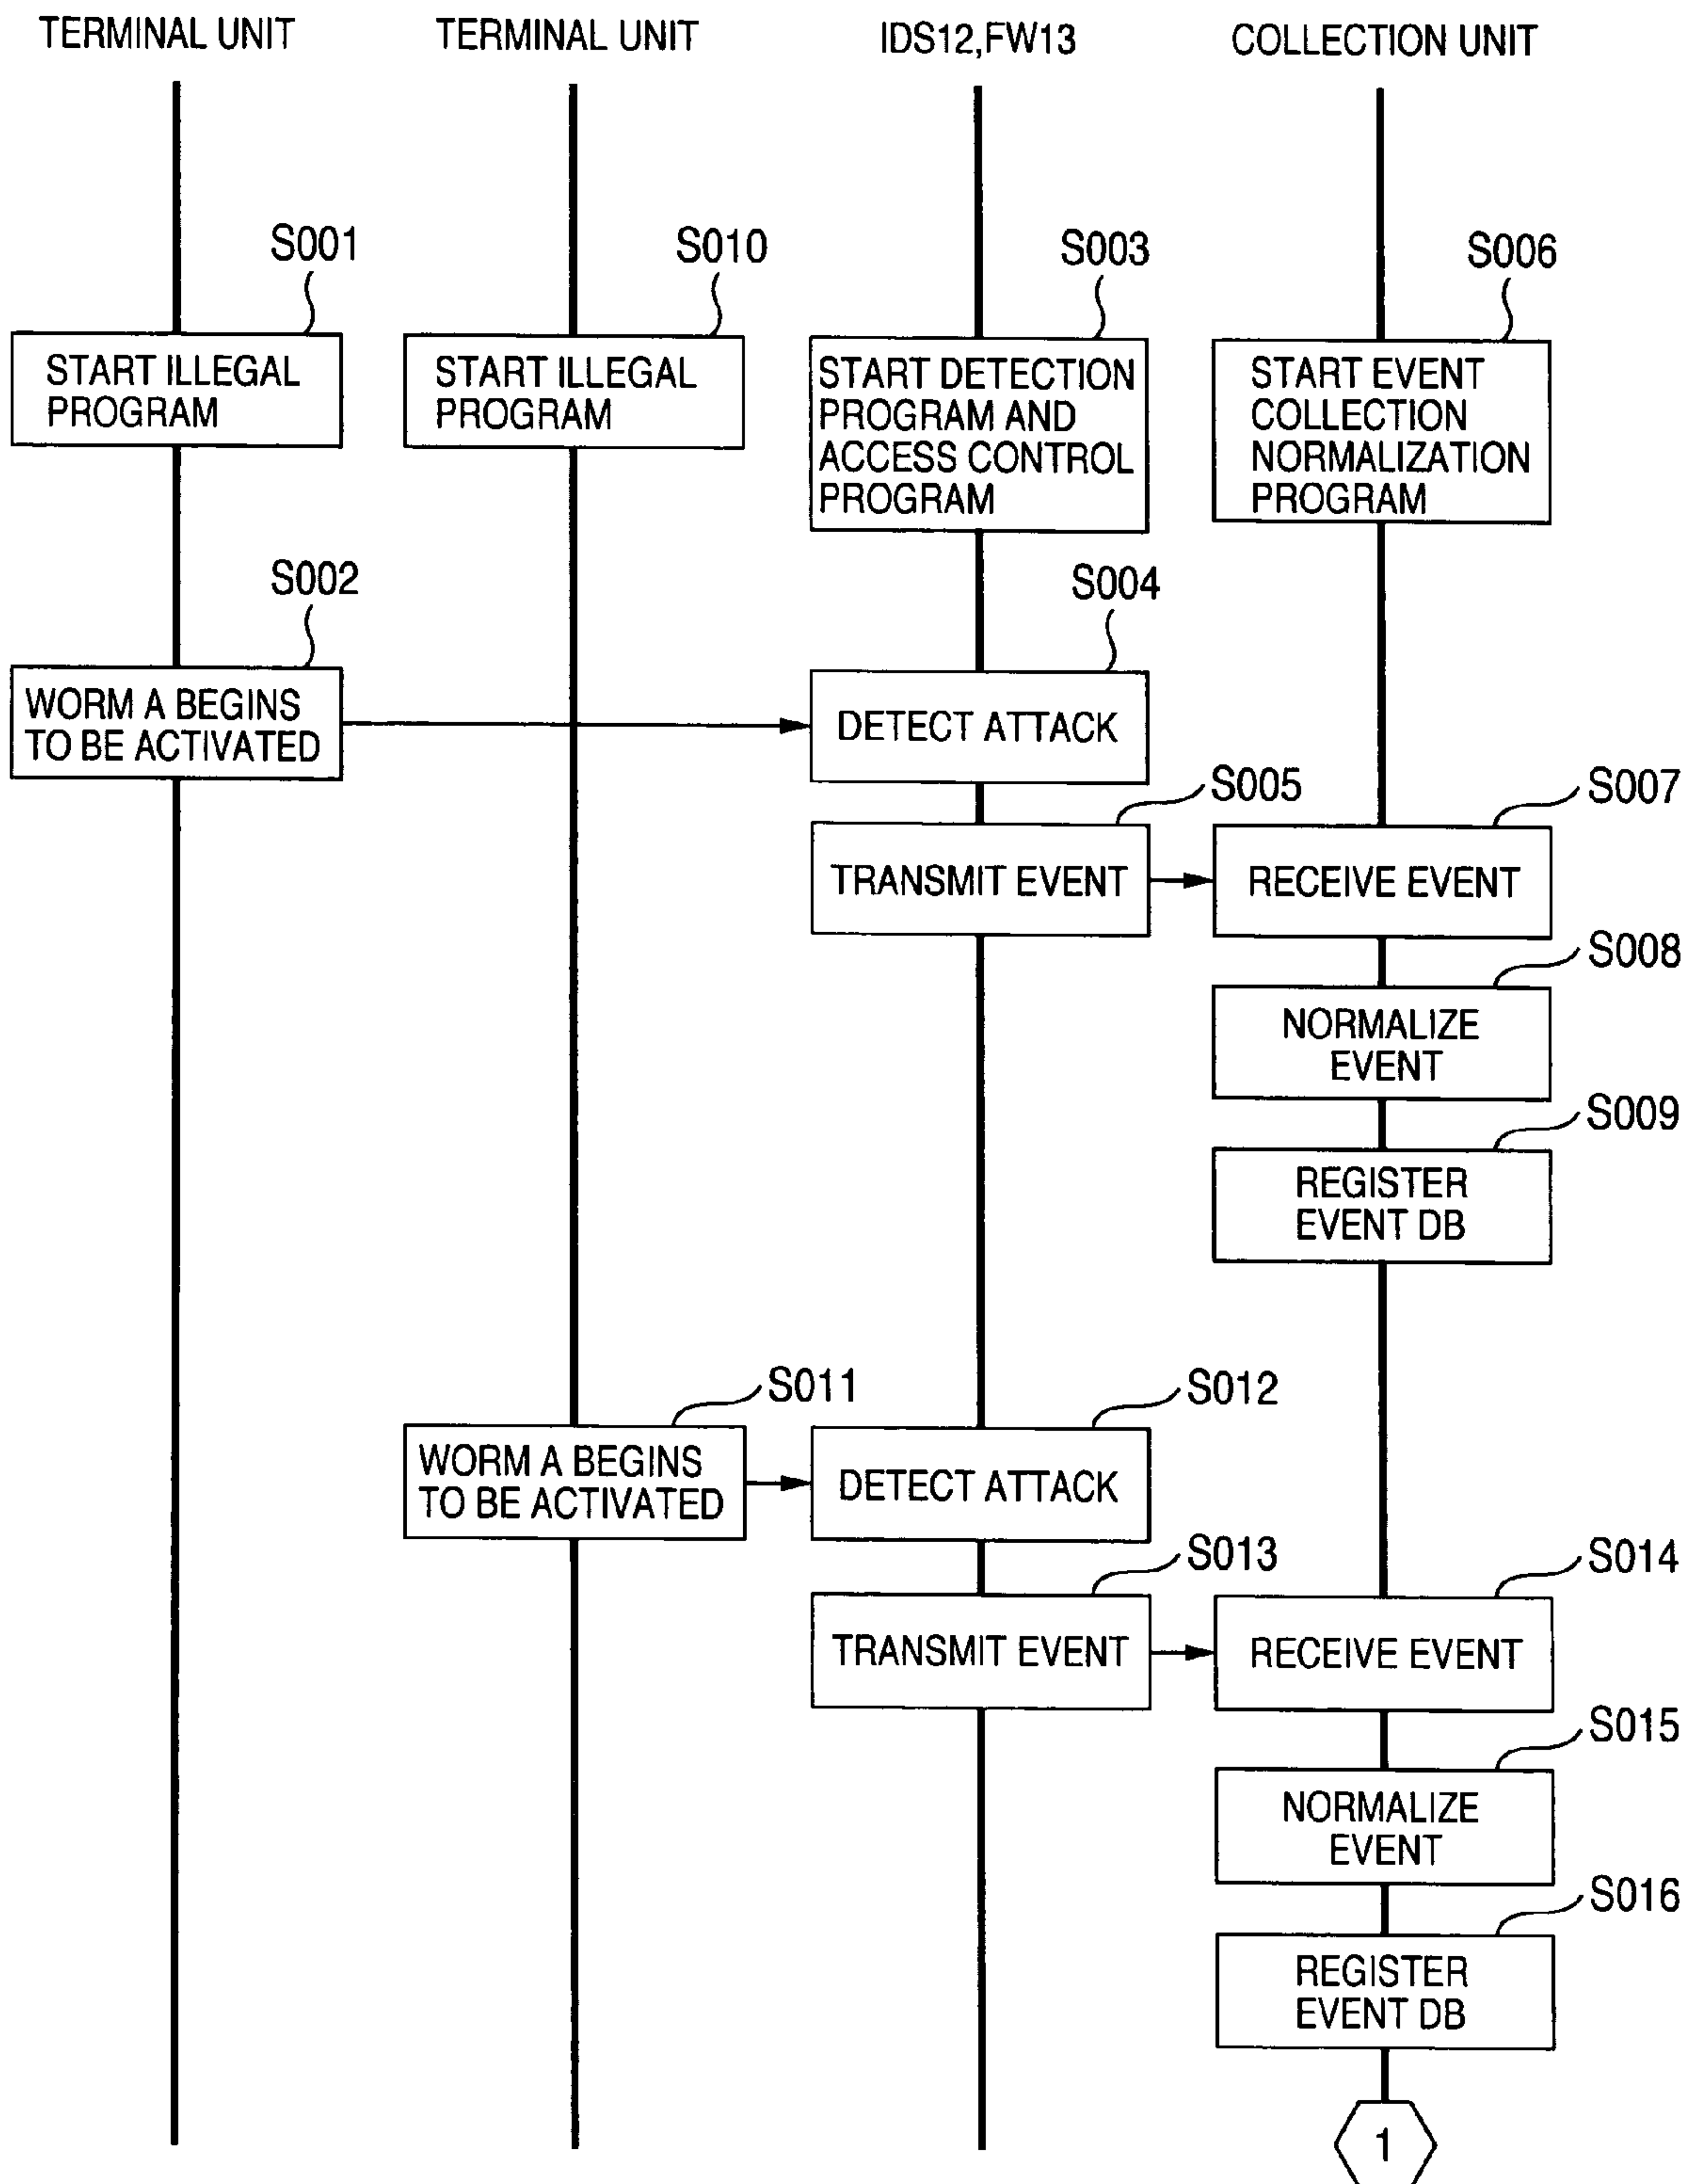 TERMINAL UNIT
TERMINAL UNIT
IDS12,FW13
COLLECTION UNIT
S001
S010
S003
S006
START ILLEGAL
PROGRAM
START ILLEGAL
PROGRAM
START DETECTION
PROGRAM AND
ACCESS CONTROL
PROGRAM
START EVENT
COLLECTION
NORMALIZATION
PROGRAM
S002
S004
WORM A BEGINS
TO BE ACTIVATED
DETECT ATTACK
S005
S007
TRANSMIT EVENT
RECEIVE EVENT
S008
NORMALIZE
EVENT
S009
REGISTER
EVENT DB
S011
S012
WORM A BEGINS
TO BE ACTIVATED
DETECT ATTACK
S013
S014
TRANSMIT EVENT
RECEIVE EVENT
S015
NORMALIZE
EVENT
S016
REGISTER
EVENT DB
1